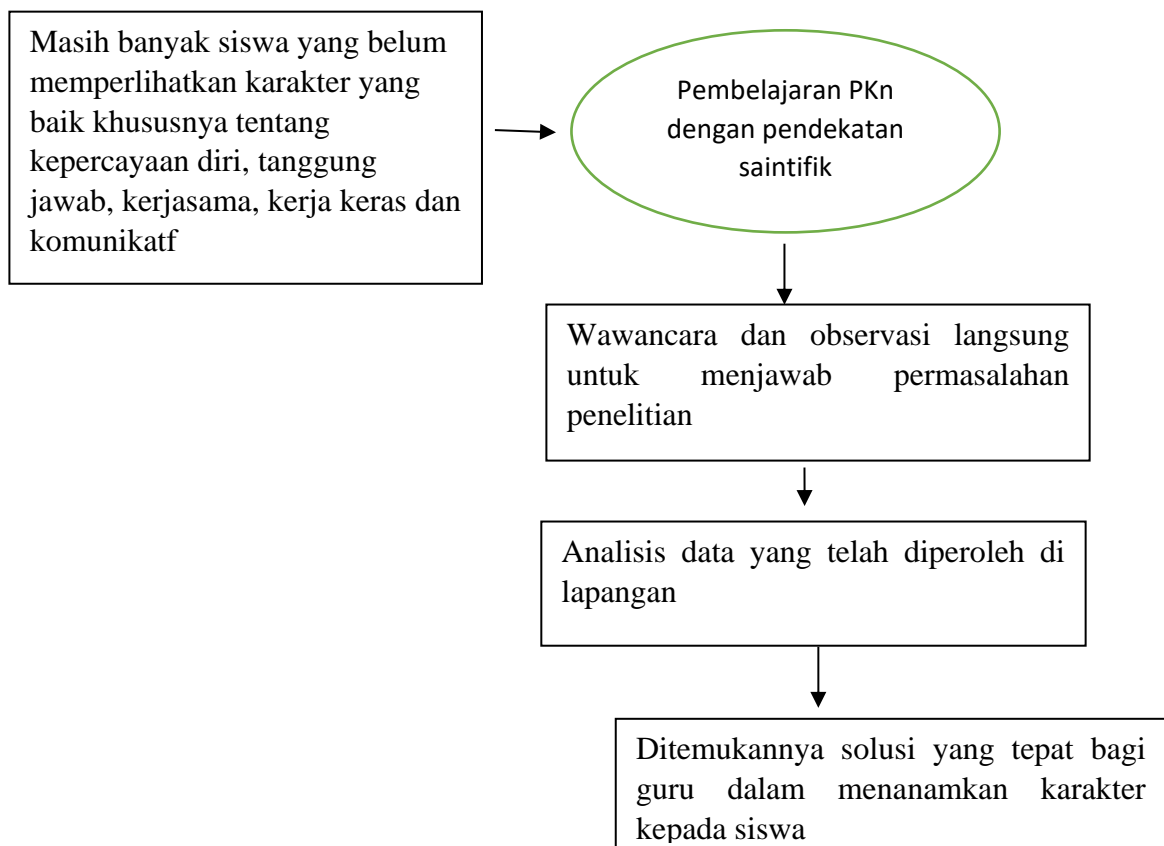 Masih banyak siswa yang belum
memperlihatkan karakter yang
baik khususnya tentang
kepercayaan diri, tanggung
jawab, kerjasama, kerja keras dan
komunikatf
Pembelajaran PKn
dengan pendekatan
saintifik
Wawancara dan observasi langsung
untuk menjawab permasalahan
penelitian
Analisis data yang telah diperoleh di
lapangan
Ditemukannya solusi yang tepat bagi
guru dalam menanamkan karakter
kepada siswa